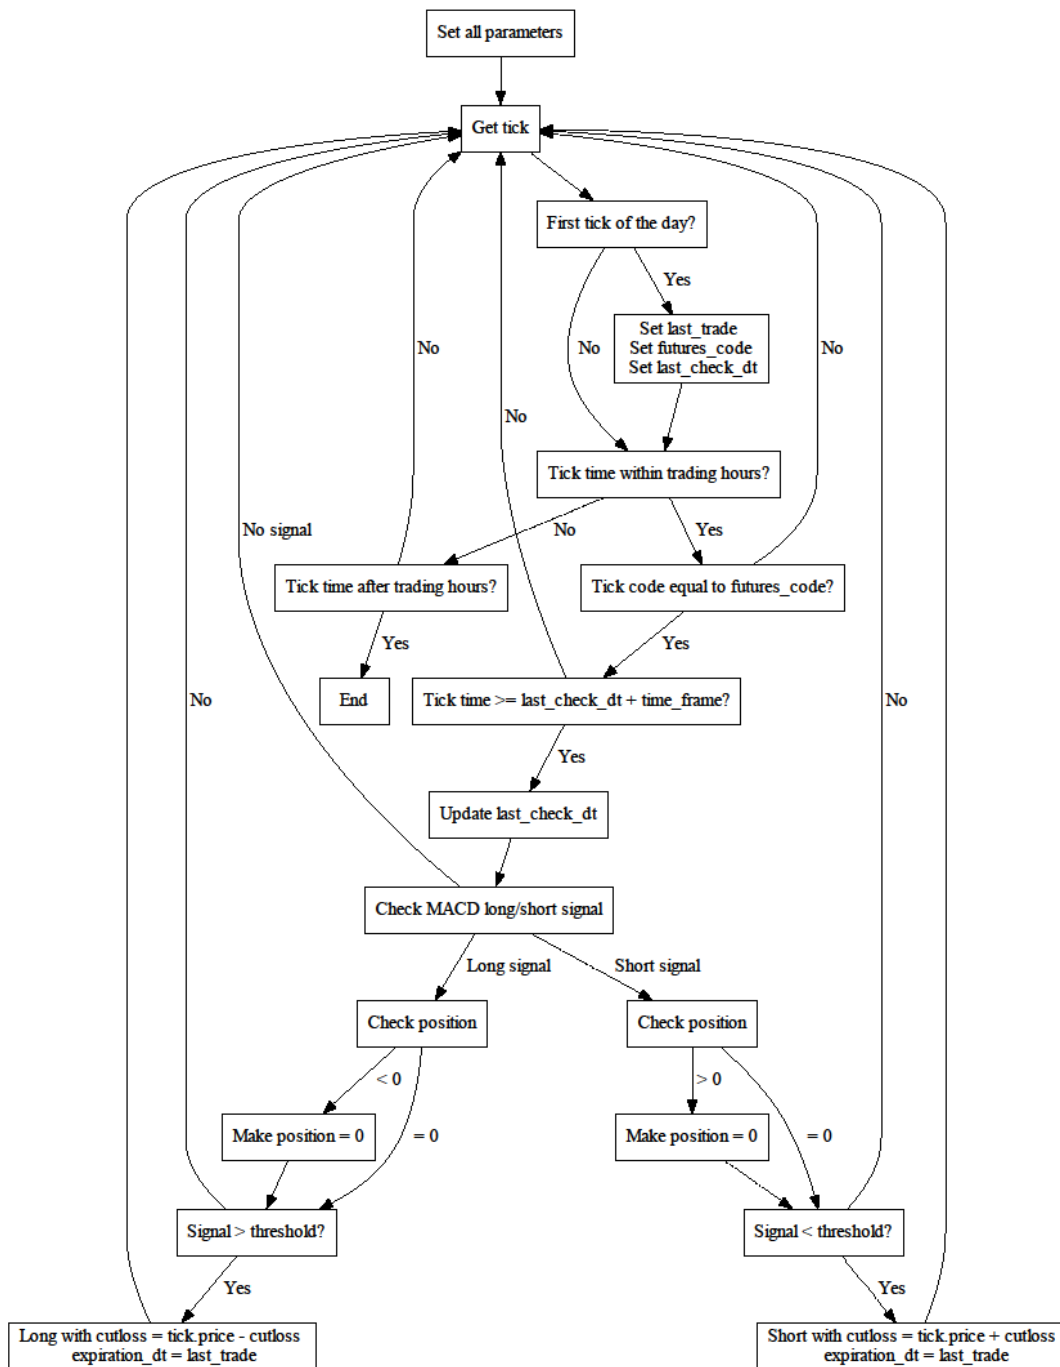 Set all parameters
Get tick
First tick of the day?
Yes
Set last_trade
Set futures_code
Set last_check_dt
No
No
No
No
Tick time within trading hours?
No signal
No
Yes
Tick time after trading hours?
Tick code equal to futures_code?
Yes
Yes
End
Tick time >= last_check_dt + time_frame?
No
No
Yes
Update last_check_dt
Check MACD long/short signal
Long signal
Short signal
Check position
Check position
< 0
> 0
Make position = 0
= 0
Make position = 0
= 0
Signal > threshold?
Signal < threshold?
Yes
Yes
Long with cutloss = tick.price - cutloss
expiration_dt = last_trade
Short with cutloss = tick.price + cutloss
expiration_dt = last_trade